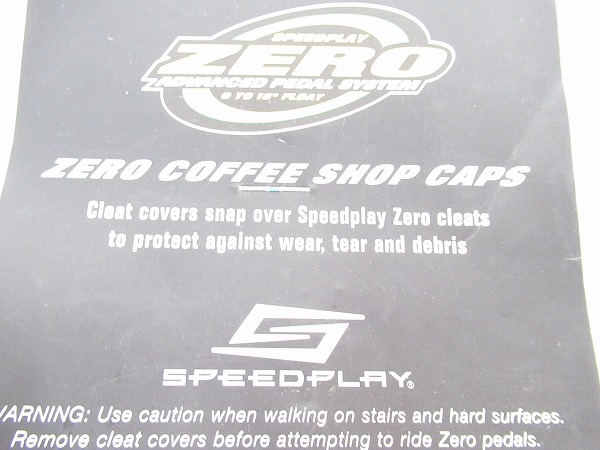 SPEEDPLAY
ZERO
ADVANCED PEDAL SYSTEM
0 TO 15° FLOAT
ZERO COFFEE SHOP CAPS
Cleat covers snap over Speedplay Zero cleats
to protect against wear, tear and debris
SPEEDPLAY®
WARNING: Use caution when walking on stairs and hard surfaces.
Remove cleat covers before attempting to ride Zero pedals.